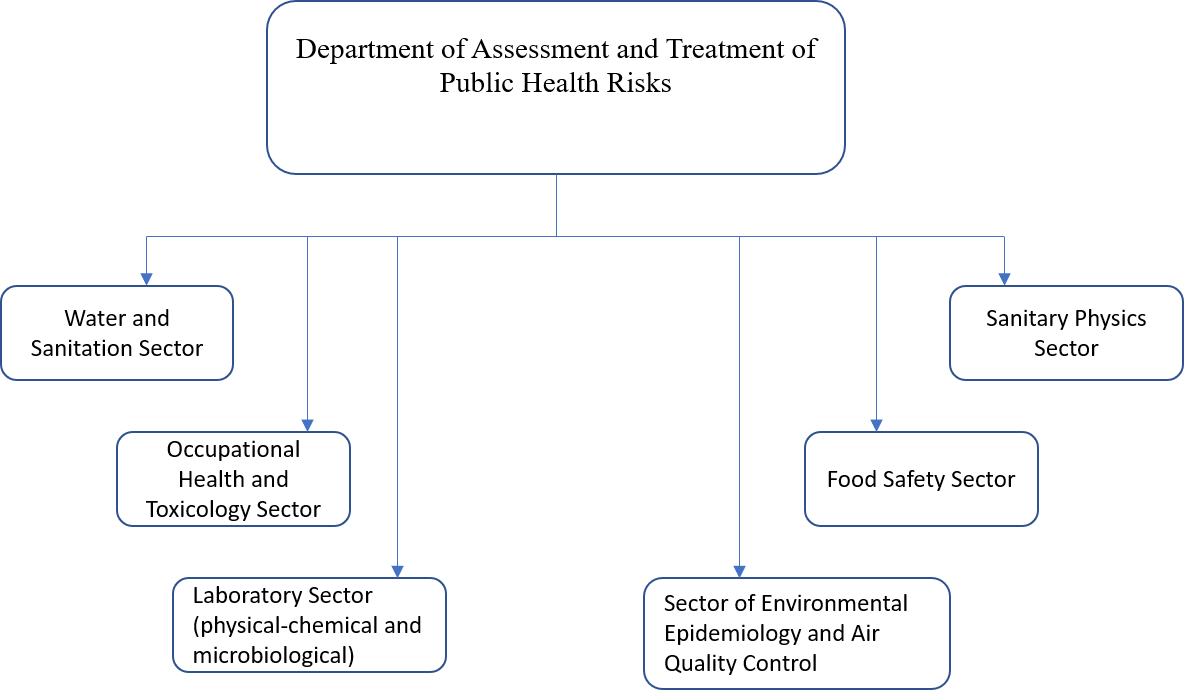 Department of Assessment and Treatment of
Public Health Risks
Water and
Sanitation Sector
Sanitary Physics
Sector
Occupational
Health and
Toxicology Sector
Food Safety Sector
Laboratory Sector
(physical-chemical and
microbiological)
Sector of Environmental
Epidemiology and Air
Quality Control